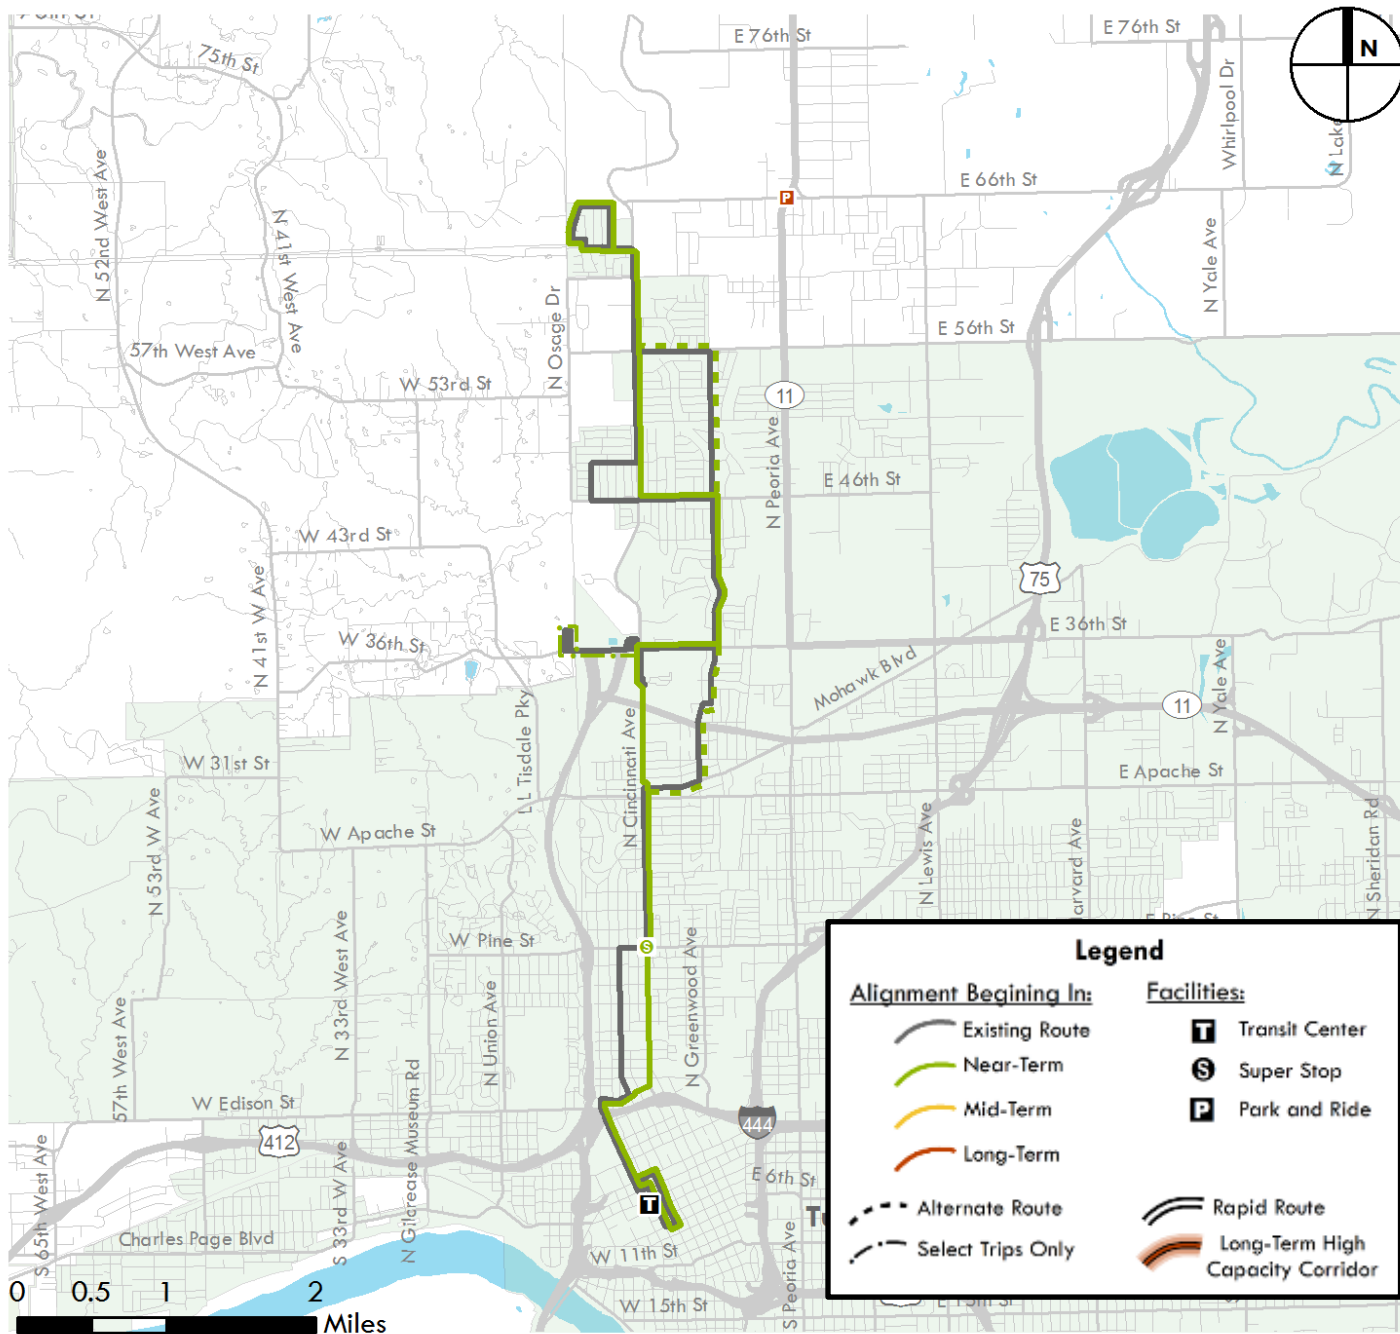 E 76th St
E 76th St
N
75th St
Whirlpool Dr
N Lake
N 52nd West Ave
E 66th St
P
N 41st West Ave
N Yale Ave
N Osage Dr
E 56th St
57th West Ave
W 53rd St
11
N Peoria Ave
E 46th St
W 43rd St
75
N 41st W Ave
W 36th St
E 36th St
Mohawk Blvd
N Yale Ave
L L Tisdale Pky
11
N Cincinnati Ave
W 31st St
E Apache St
N 53rd W Ave
W Apache St
N Lewis Ave
arvard Ave
N Sheridan Rd
E Pine St
W Pine St
S
N Greenwood Ave
N 33rd West Ave
N Union Ave
57th West Ave
N Gilcrease Museum Rd
W Edison St
412
444
S 65th West Ave
S 33rd W Ave
E 6th St
T
Charles Page Blvd
W 11th St
S Peoria Ave
W 15th St
E 15th St
Legend
Alignment Begining In:
Existing Route
Near-Term
Mid-Term
Long-Term
Alternate Route
Select Trips Only
Facilities:
T Transit Center
S Super Stop
P Park and Ride
Rapid Route
Long-Term High
Capacity Corridor
0 0.5 1 2
Miles